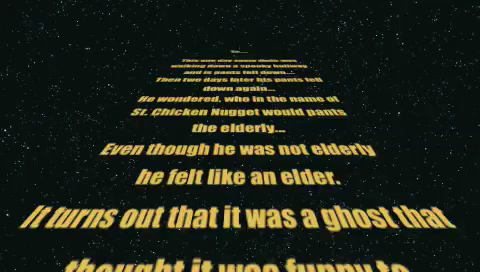 So....
This one day some dude was
walking down a spooky hallway
and is pants fell down...
Then two days later his pants fell
down again...
He wondered, who in the name of
St. Chicken Nugget would pants
the elderly...
Even though he was not elderly
he felt like an elder.
It turns out that it was a ghost that
thought it was funny to